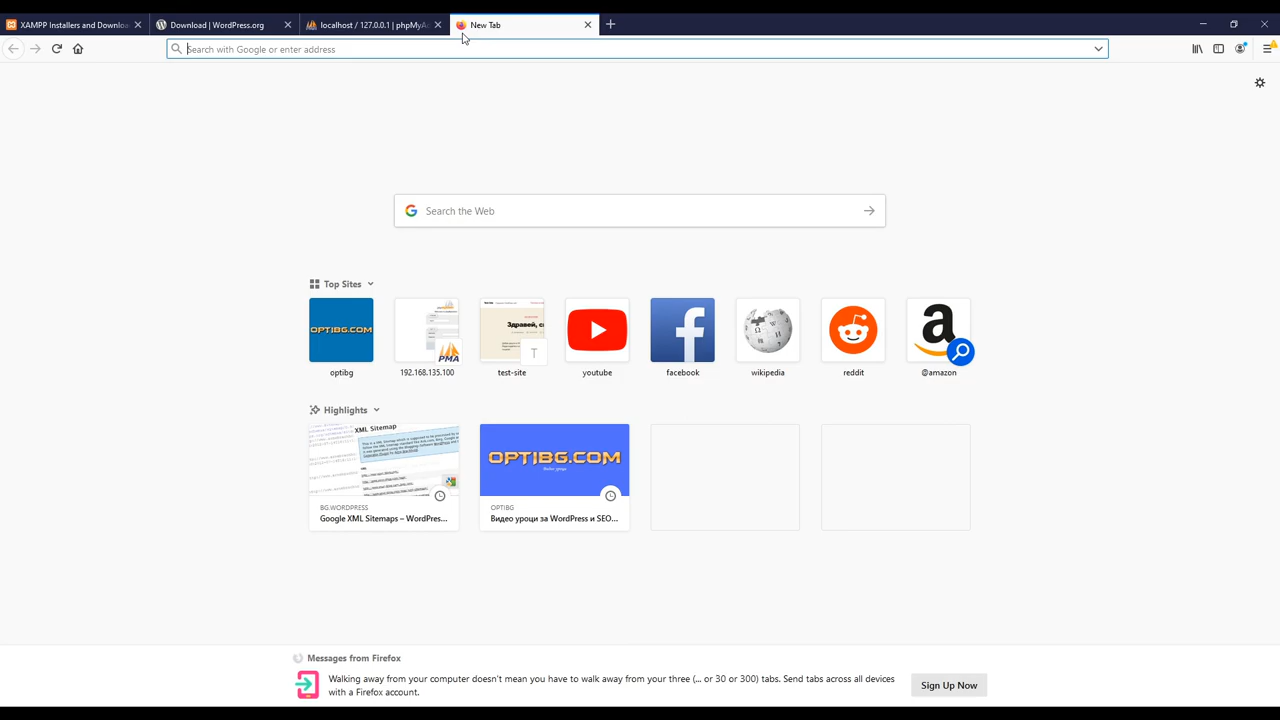 XAMPP Installers and Downloa
Download | WordPress.org
localhost / 127.0.0.1 | phpMyA
New Tab
Search with Google or enter address
Search the Web
Top Sites
OPTIBG.COM
PMA
Здравей, с
T
optibg
192.168.135.100
test-site
youtube
facebook
wikipedia
reddit
@amazon
Highlights
XML Sitemap
OPTIBG.COM
BG.WORDPRESS
Google XML Sitemaps – WordPres...
OPTIBG
Видео уроци за WordPress и SEO...
Messages from Firefox
Walking away from your computer doesn't mean you have to walk away from your three (... or 30 or 300) tabs. Send tabs across all devices
with a Firefox account.
Sign Up Now